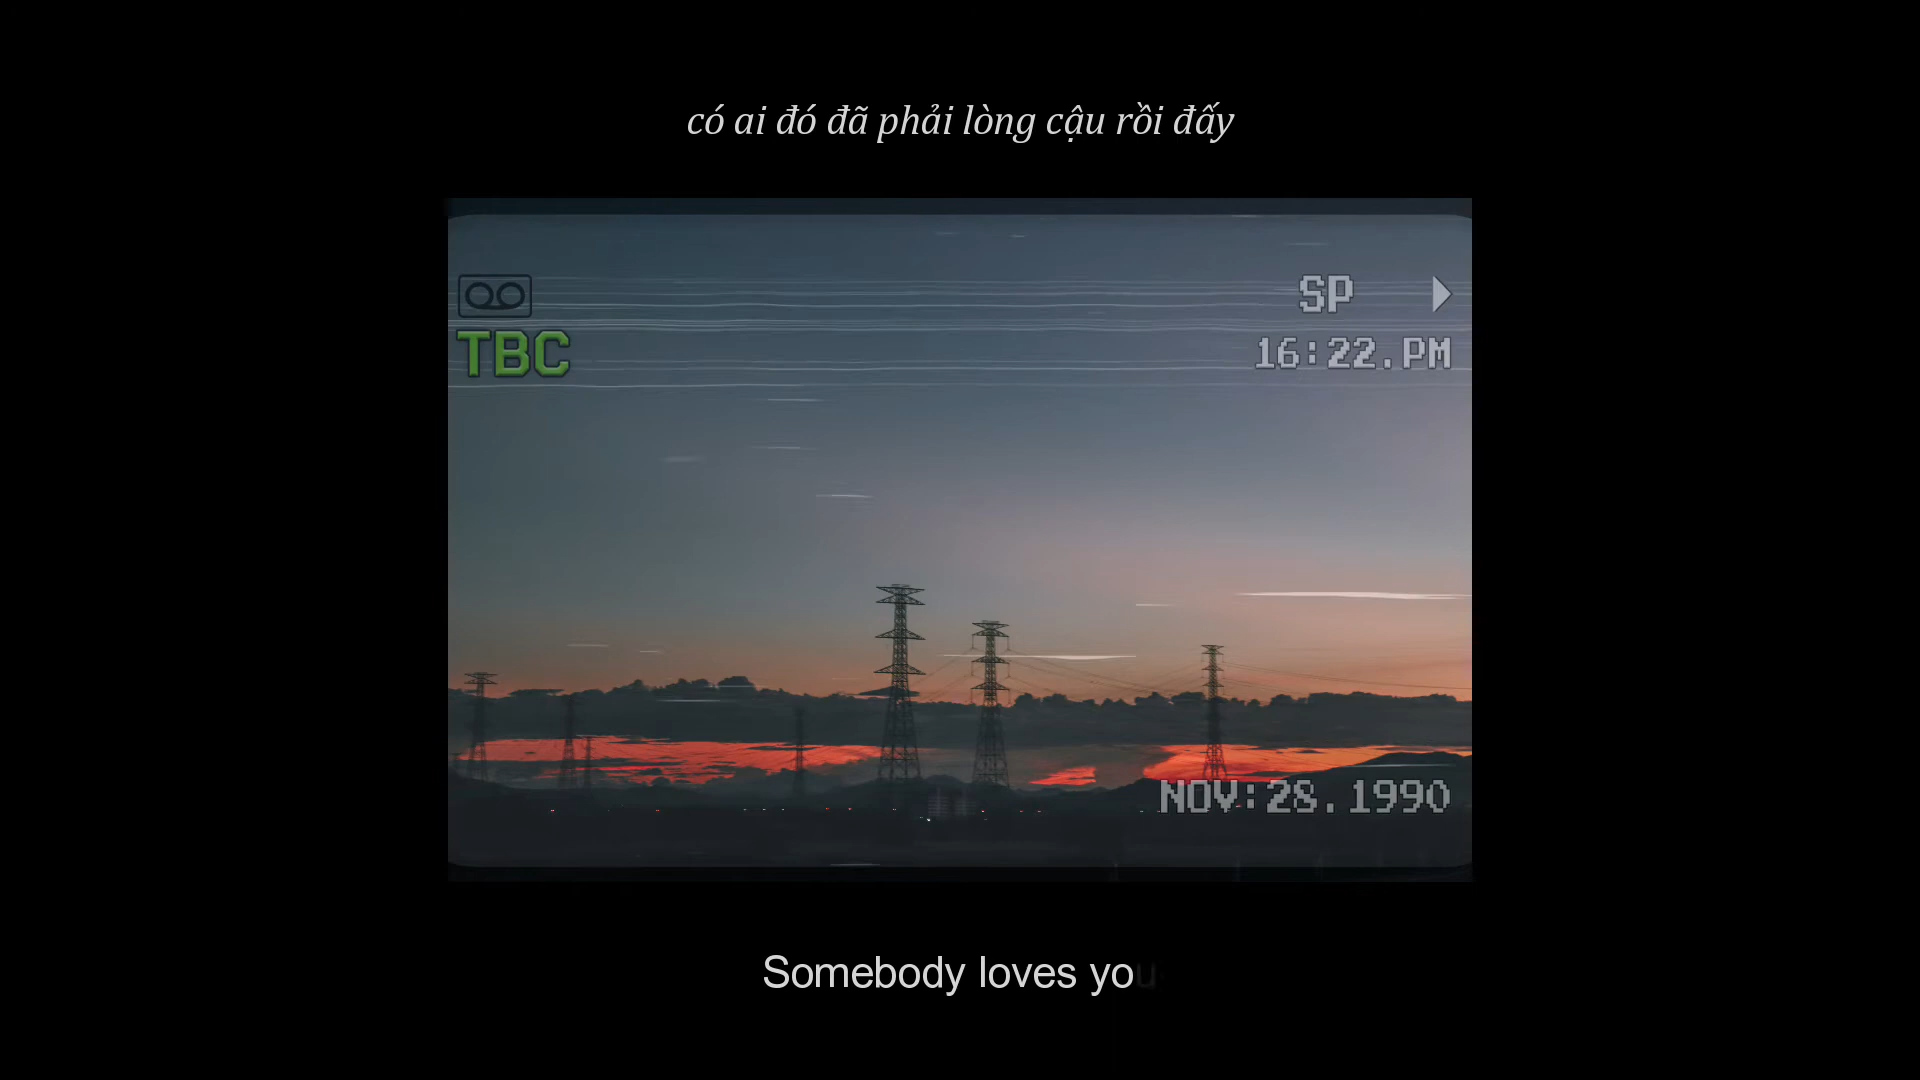 có ai đó đã phải lòng cậu rồi đấy
SP
TBC
16:22.PM
NOV:28.1990
Somebody loves you